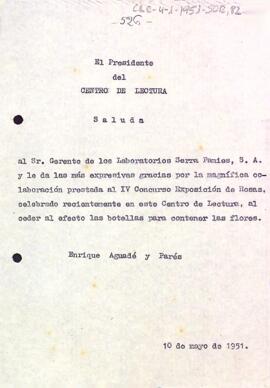 CLE-4-1-1951-SOB,82
-526-
El Presidente
del
CENTRO DE LECTURA
Saluda
al Sr. Gerente de los Laboratorios Serra Pamies, S. A.
y le da las más expresivas gracias por la magnífica co-
laboración prestada al IV Concurso Exposición de Rosas,
celebrado recientemente en este Centro de Lectura, al
ceder al efecto las botellas para contener las flores.
Enrique Aguadé y Parés
10 de mayo de 1951.